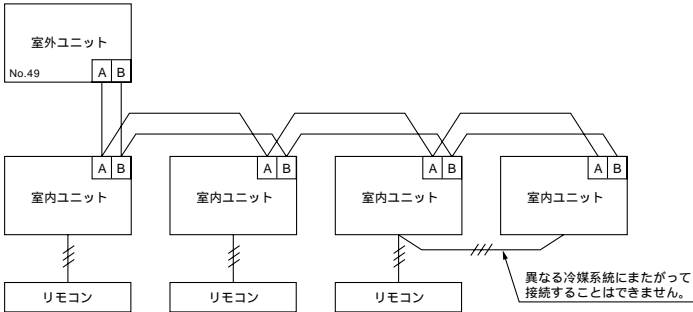 室外ユニット
No.49
A B
A B
A B
A B
A B
室内ユニット
室内ユニット
室内ユニット
室内ユニット
異なる冷媒系統にまたがって
接続することはできません。
リモコン
リモコン
リモコン